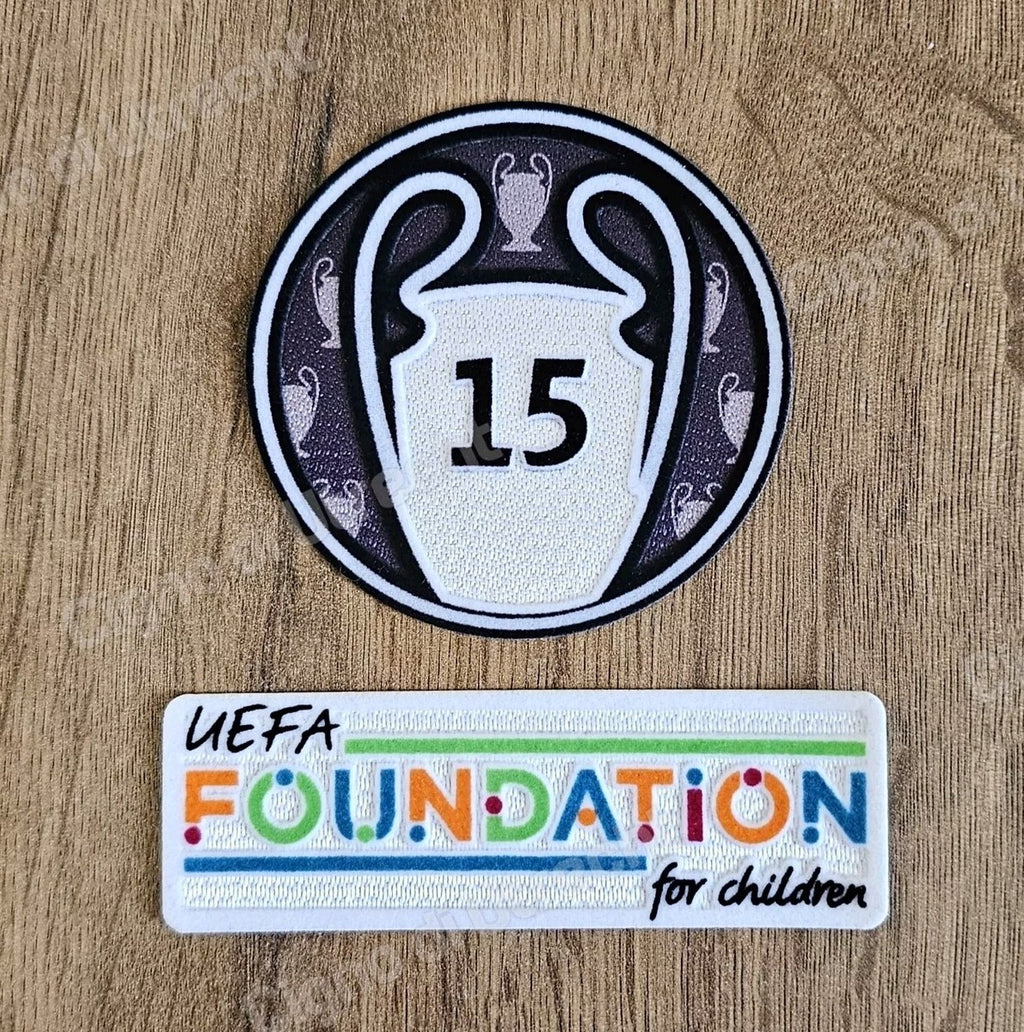 15
UEFA
FOUNDATION
for children